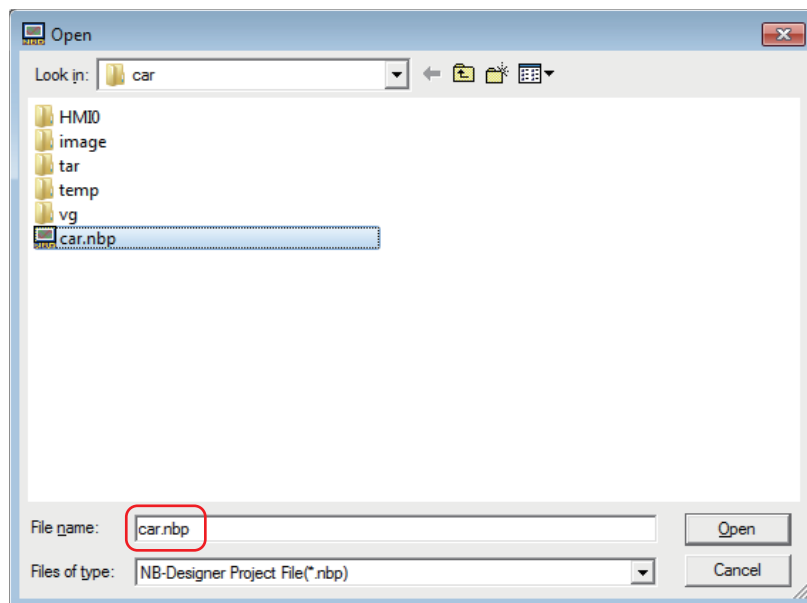 Open
Look in: car
HMI0
image
tar
temp
vg
car.nbp
File name: car.nbp Open
Files of type: NB-Designer Project File(*.nbp) Cancel